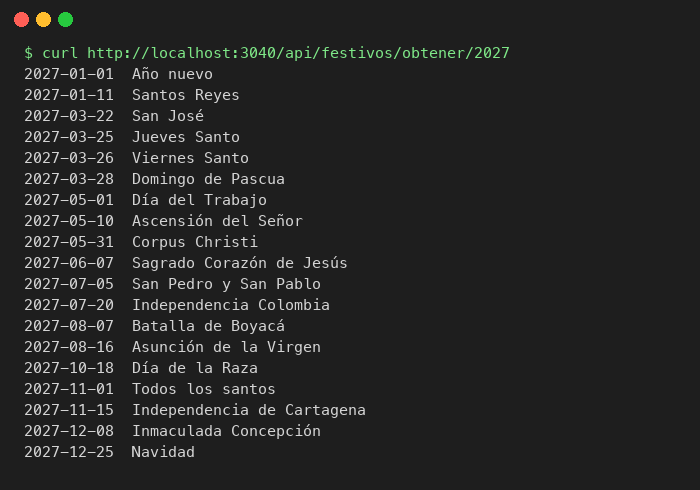 $ curl http://localhost:3040/api/festivos/obtener/2027
2027-01-01  Año nuevo
2027-01-11  Santos Reyes
2027-03-22  San José
2027-03-25  Jueves Santo
2027-03-26  Viernes Santo
2027-03-28  Domingo de Pascua
2027-05-01  Día del Trabajo
2027-05-10  Ascensión del Señor
2027-05-31  Corpus Christi
2027-06-07  Sagrado Corazón de Jesús
2027-07-05  San Pedro y San Pablo
2027-07-20  Independencia Colombia
2027-08-07  Batalla de Boyacá
2027-08-16  Asunción de la Virgen
2027-10-18  Día de la Raza
2027-11-01  Todos los santos
2027-11-15  Independencia de Cartagena
2027-12-08  Inmaculada Concepción
2027-12-25  Navidad